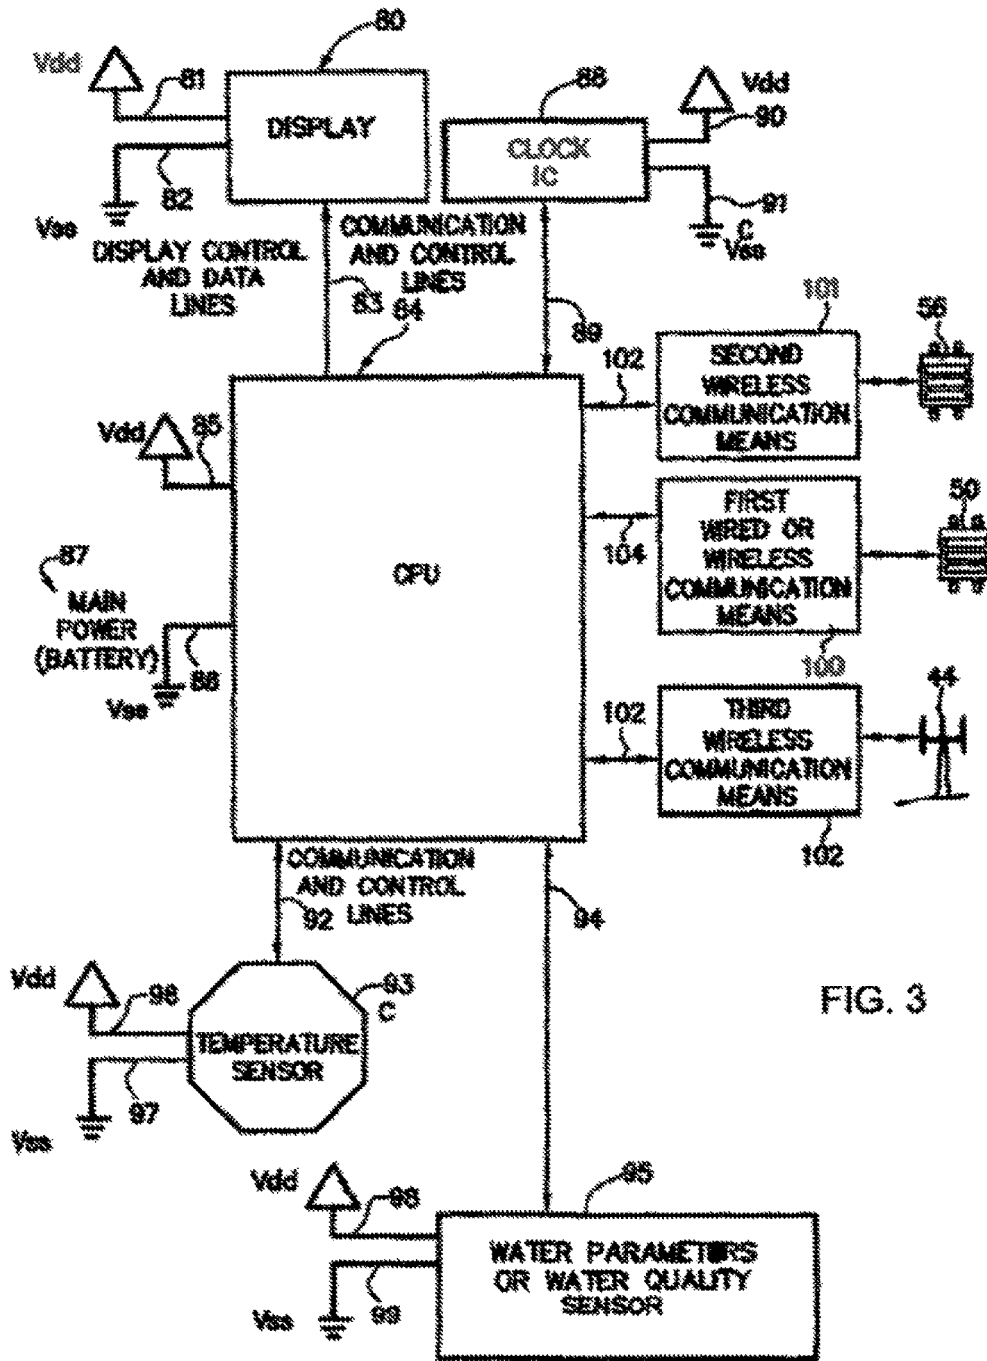 80
Vdd
81
DISPLAY
82
Vss
88
CLOCK
IC
Vdd
90
91
C
Vss
DISPLAY CONTROL
AND DATA
LINES
83
COMMUNICATION
AND CONTROL
LINES
84
89
101
56
102
SECOND
WIRELESS
COMMUNICATION
MEANS
Vdd
85
CPU
104
FIRST
WIRED OR
WIRELESS
COMMUNICATION
MEANS
50
100
87
MAIN
POWER
(BATTERY)
86
Vss
102
THIRD
WIRELESS
COMMUNICATION
MEANS
44
102
COMMUNICATION
AND CONTROL
LINES
92
94
Vdd
98
93
C
TEMPERATURE
SENSOR
97
Vss
FIG. 3
Vdd
98
95
WATER PARAMETERS
OR WATER QUALITY
SENSOR
99
Vss